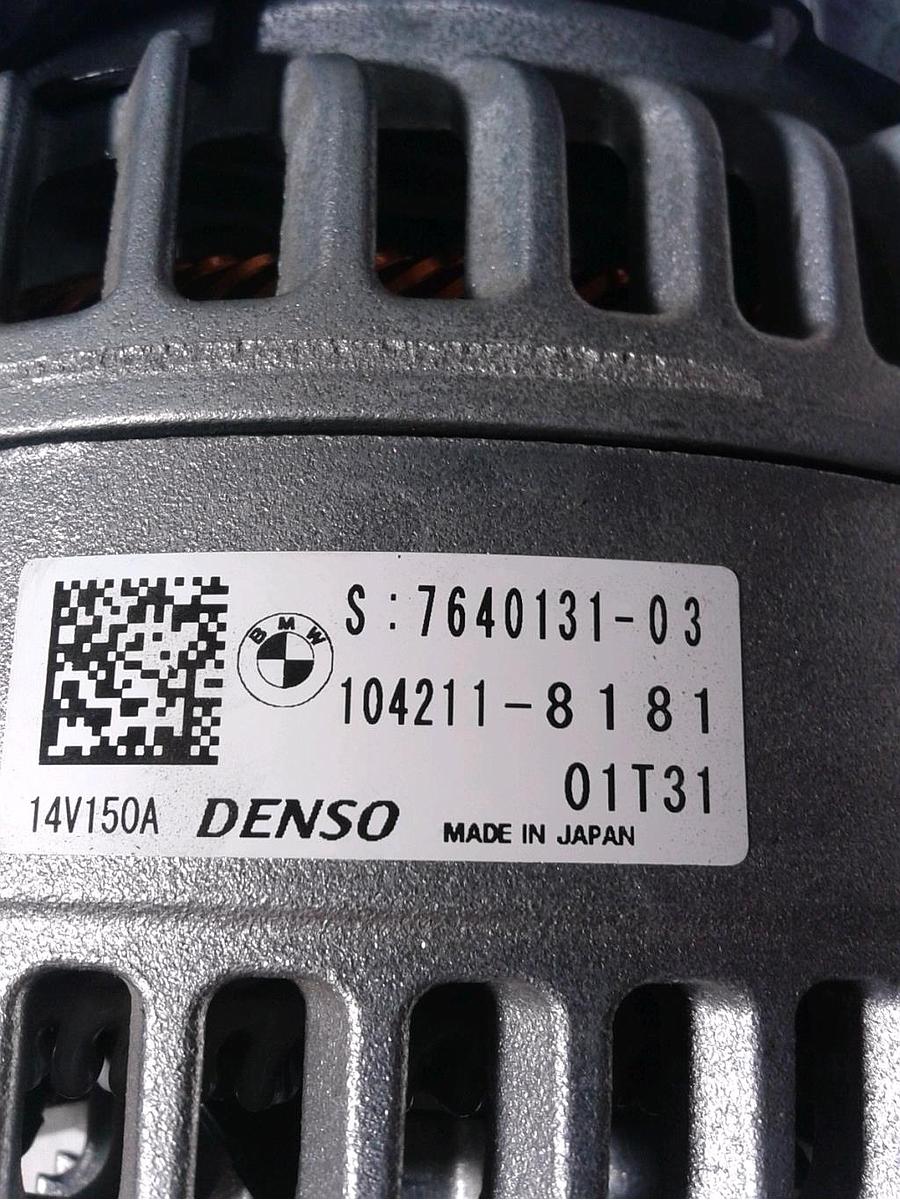 S:7640131-03
BMW
104211-8181
01T31
14V150A DENSO MADE IN JAPAN